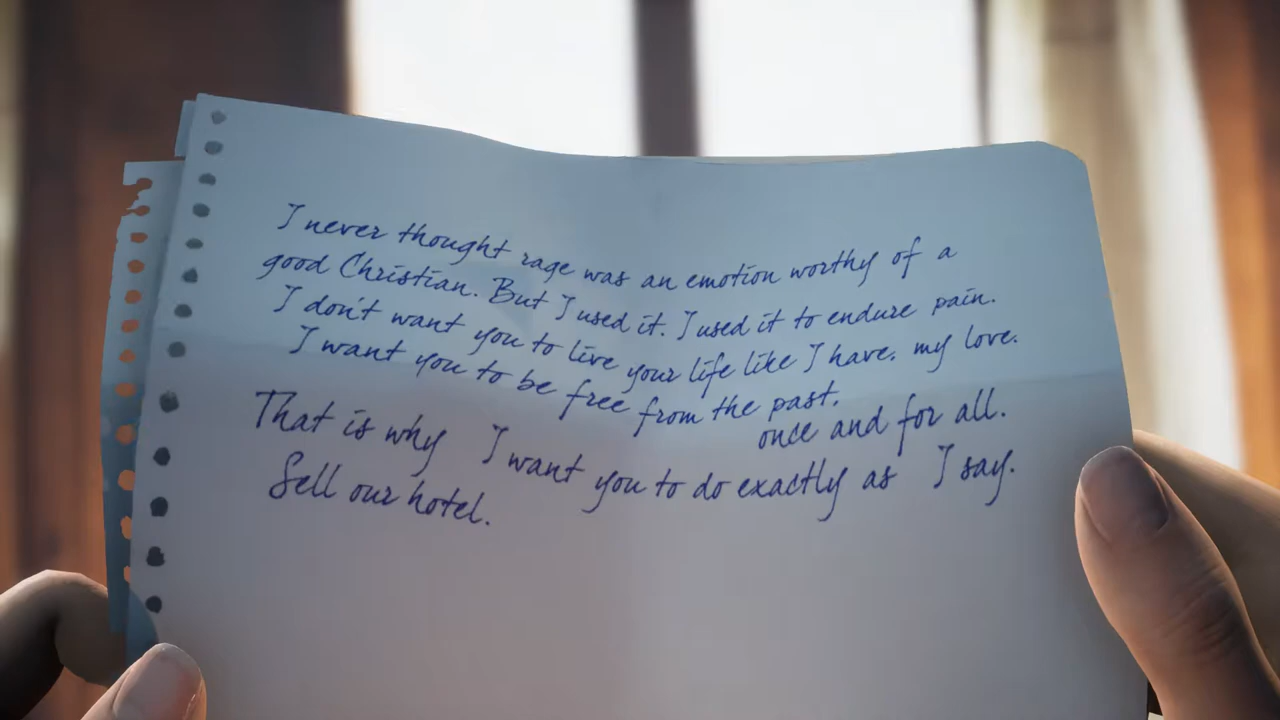 I never thought rage was an emotion worthy of a
good Christian. But I used it. I used it to endure pain.
I don't want you to live your life like I have. my love.
I want you to be free from the past.
once and for all.
That is why I want you to do exactly as I say.
Sell our hotel.